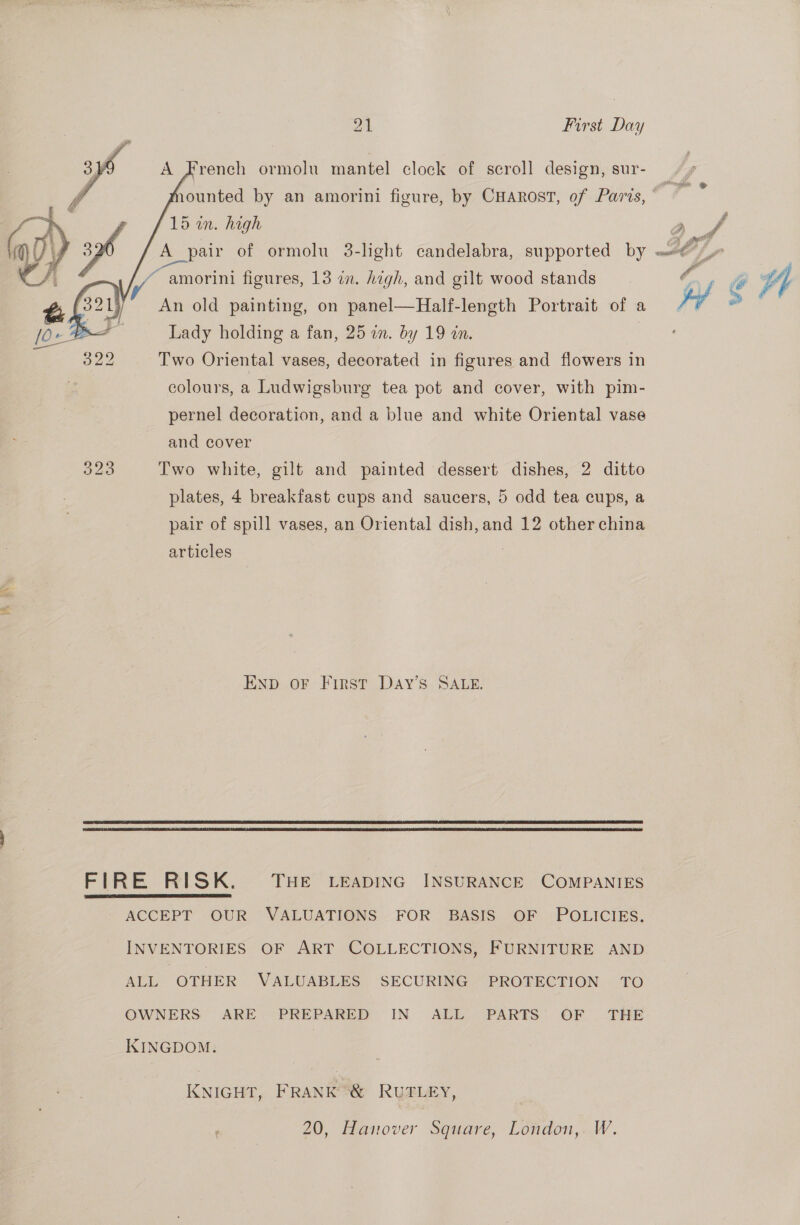 21 First Day
A French ormolu mantel clock of scroll design, sur-
mounted by an amorini figure, by CHAROST, of Paris,
15 in. high
A pair of ormolu 3-light candelabra, supported by
amorini figures, 13 in. high, and gilt wood stands
321 An old painting, on panel—Half-length Portrait of a
Lady holding a fan, 25 in. by 19 in.
322 Two Oriental vases, decorated in figures and flowers in
colours, a Ludwigsburg tea pot and cover, with pim-
pernel decoration, and a blue and white Oriental vase
and cover
323 Two white, gilt and painted dessert dishes, 2 ditto
plates, 4 breakfast cups and saucers, 5 odd tea cups, a
pair of spill vases, an Oriental dish, and 12 other china
articles
END OF FIRST DAY'S SALE.
FIRE RISK. THE LEADING INSURANCE COMPANIES
ACCEPT OUR VALUATIONS FOR BASIS OF POLICIES.
INVENTORIES OF ART COLLECTIONS, FURNITURE AND
ALL OTHER VALUABLES SECURING PROTECTION TO
OWNERS ARE PREPARED IN ALL PARTS OF THE
KINGDOM.
KNIGHT, FRANK & RUTLEY,
20, Hanover Square, London, W.